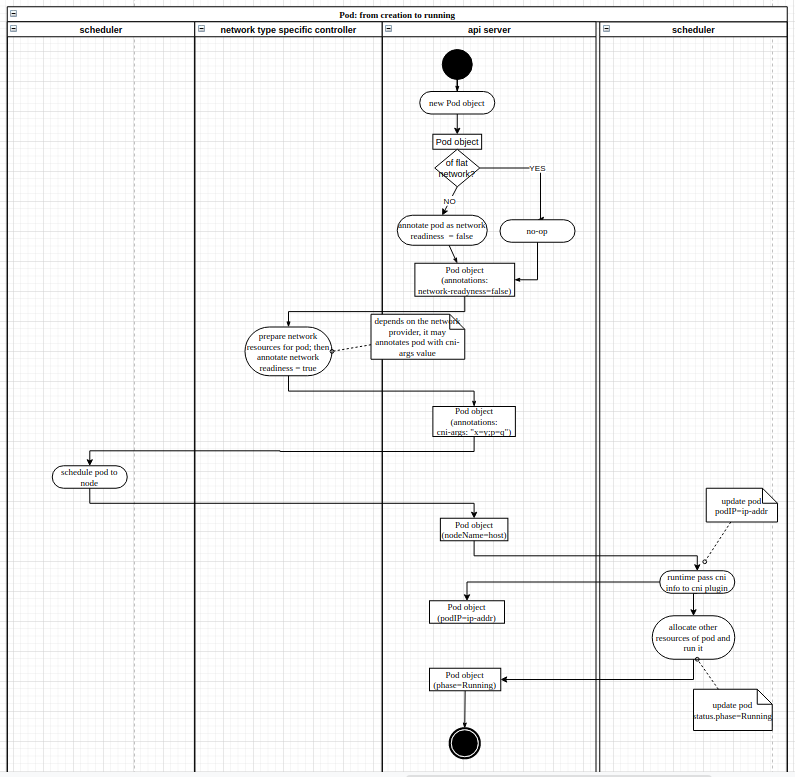 Pod: from creation to running
scheduler
network type specific controller
api server
scheduler
new Pod object
Pod object
of flat
network?
YES
NO
annotate pod as network
readiness = false
no-op
Pod object
(annotations:
network-readyness=false)
depends on the network
provider, it may
annotates pod with cni-
args value
prepare network
resources for pod; then
annotate network
readiness = true
Pod object
(annotations:
cni-args: "x=y;p=q")
schedule pod to
node
update pod
podIP=ip-addr
Pod object
(nodeName=host)
runtime pass cni
info to cni plugin
Pod object
(podIP=ip-addr)
allocate other
resources of pod and
run it
Pod object
(phase=Running)
update pod
status.phase=Running